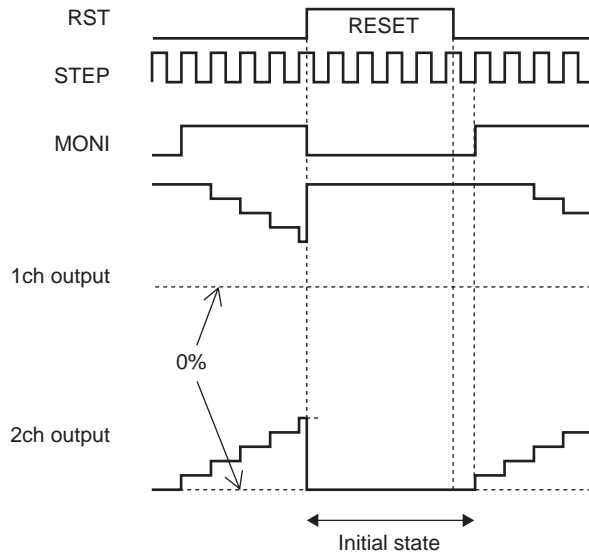 RST
RESET
STEP
MONI
1ch output
0%
2ch output
Initial state